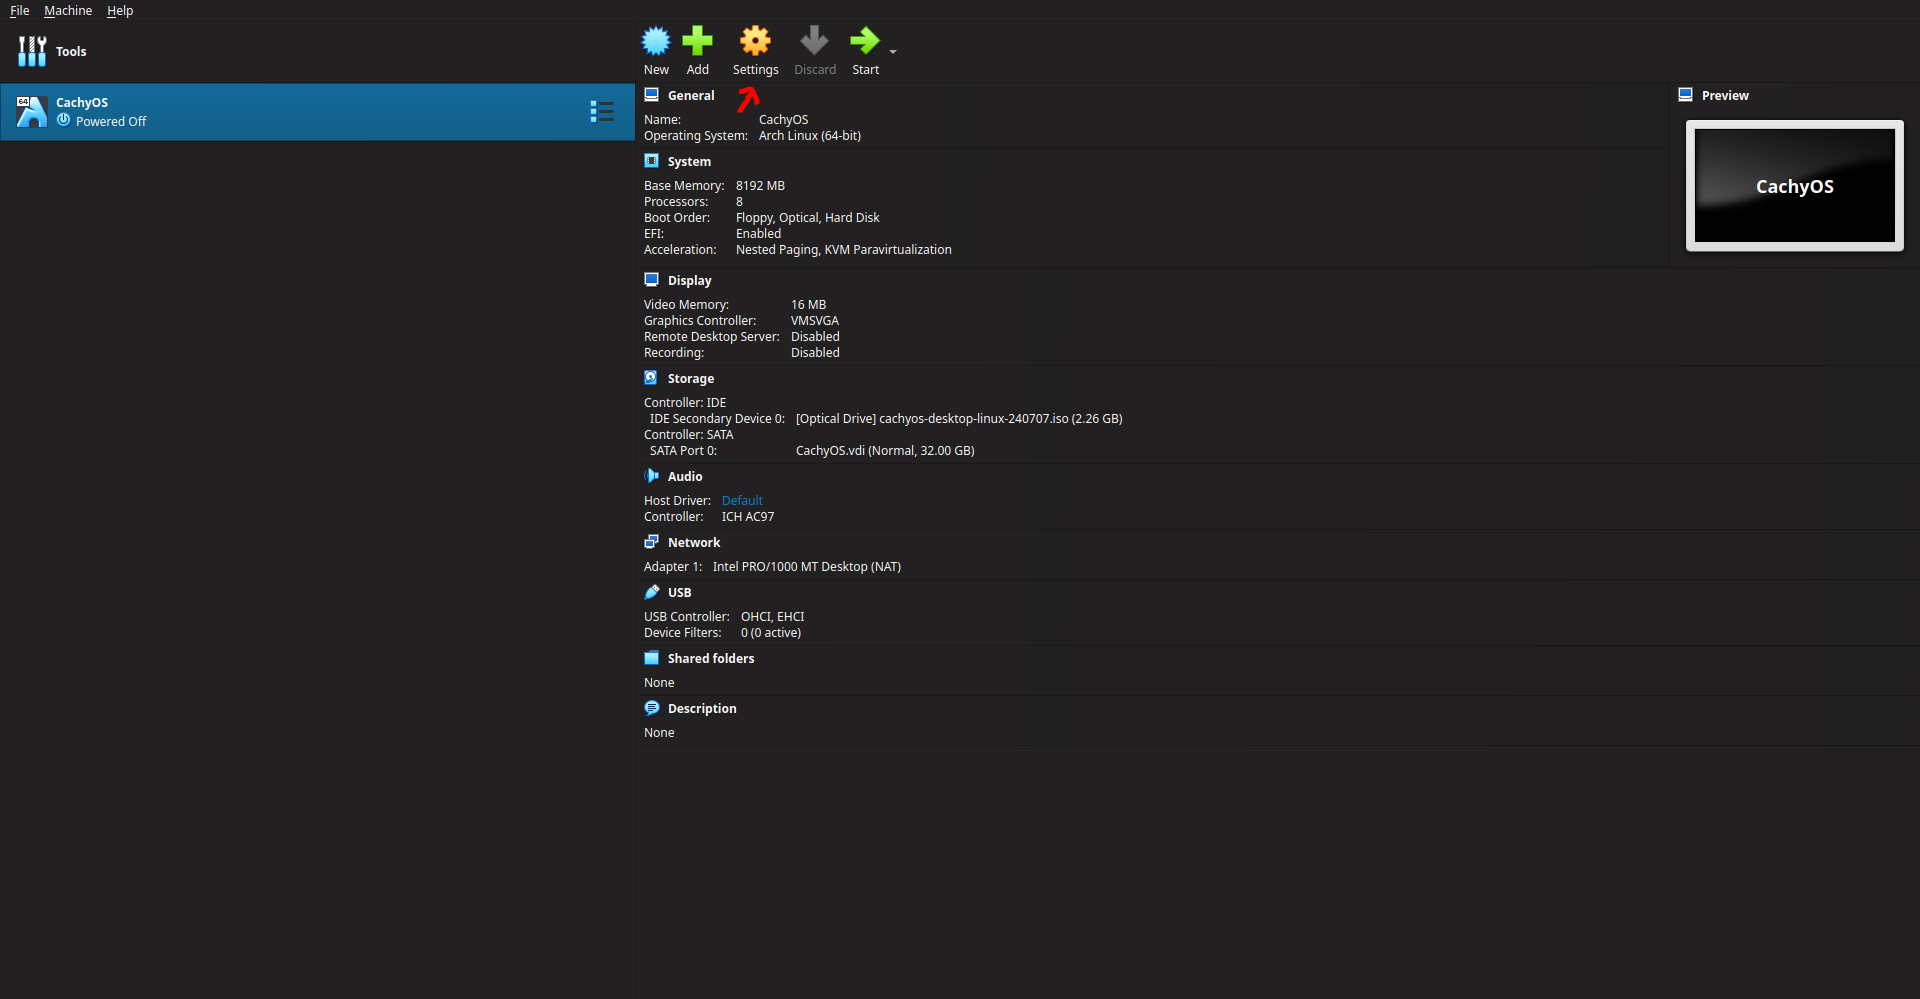 File Machine Help
Tools
New Add Settings Discard Start
64
CachyOS
Powered Off
General
Name: CachyOS
Operating System: Arch Linux (64-bit)
System
Base Memory: 8192 MB
Processors: 8
Boot Order: Floppy, Optical, Hard Disk
EFI: Enabled
Acceleration: Nested Paging, KVM Paravirtualization
Display
Video Memory: 16 MB
Graphics Controller: VMSVGA
Remote Desktop Server: Disabled
Recording: Disabled
Storage
Controller: IDE
IDE Secondary Device 0: [Optical Drive] cachyos-desktop-linux-240707.iso (2.26 GB)
Controller: SATA
SATA Port 0: CachyOS.vdi (Normal, 32.00 GB)
Audio
Host Driver: Default
Controller: ICH AC97
Network
Adapter 1: Intel PRO/1000 MT Desktop (NAT)
USB
USB Controller: OHCI, EHCI
Device Filters: 0 (0 active)
Shared folders
None
Description
None
Preview
CachyOS